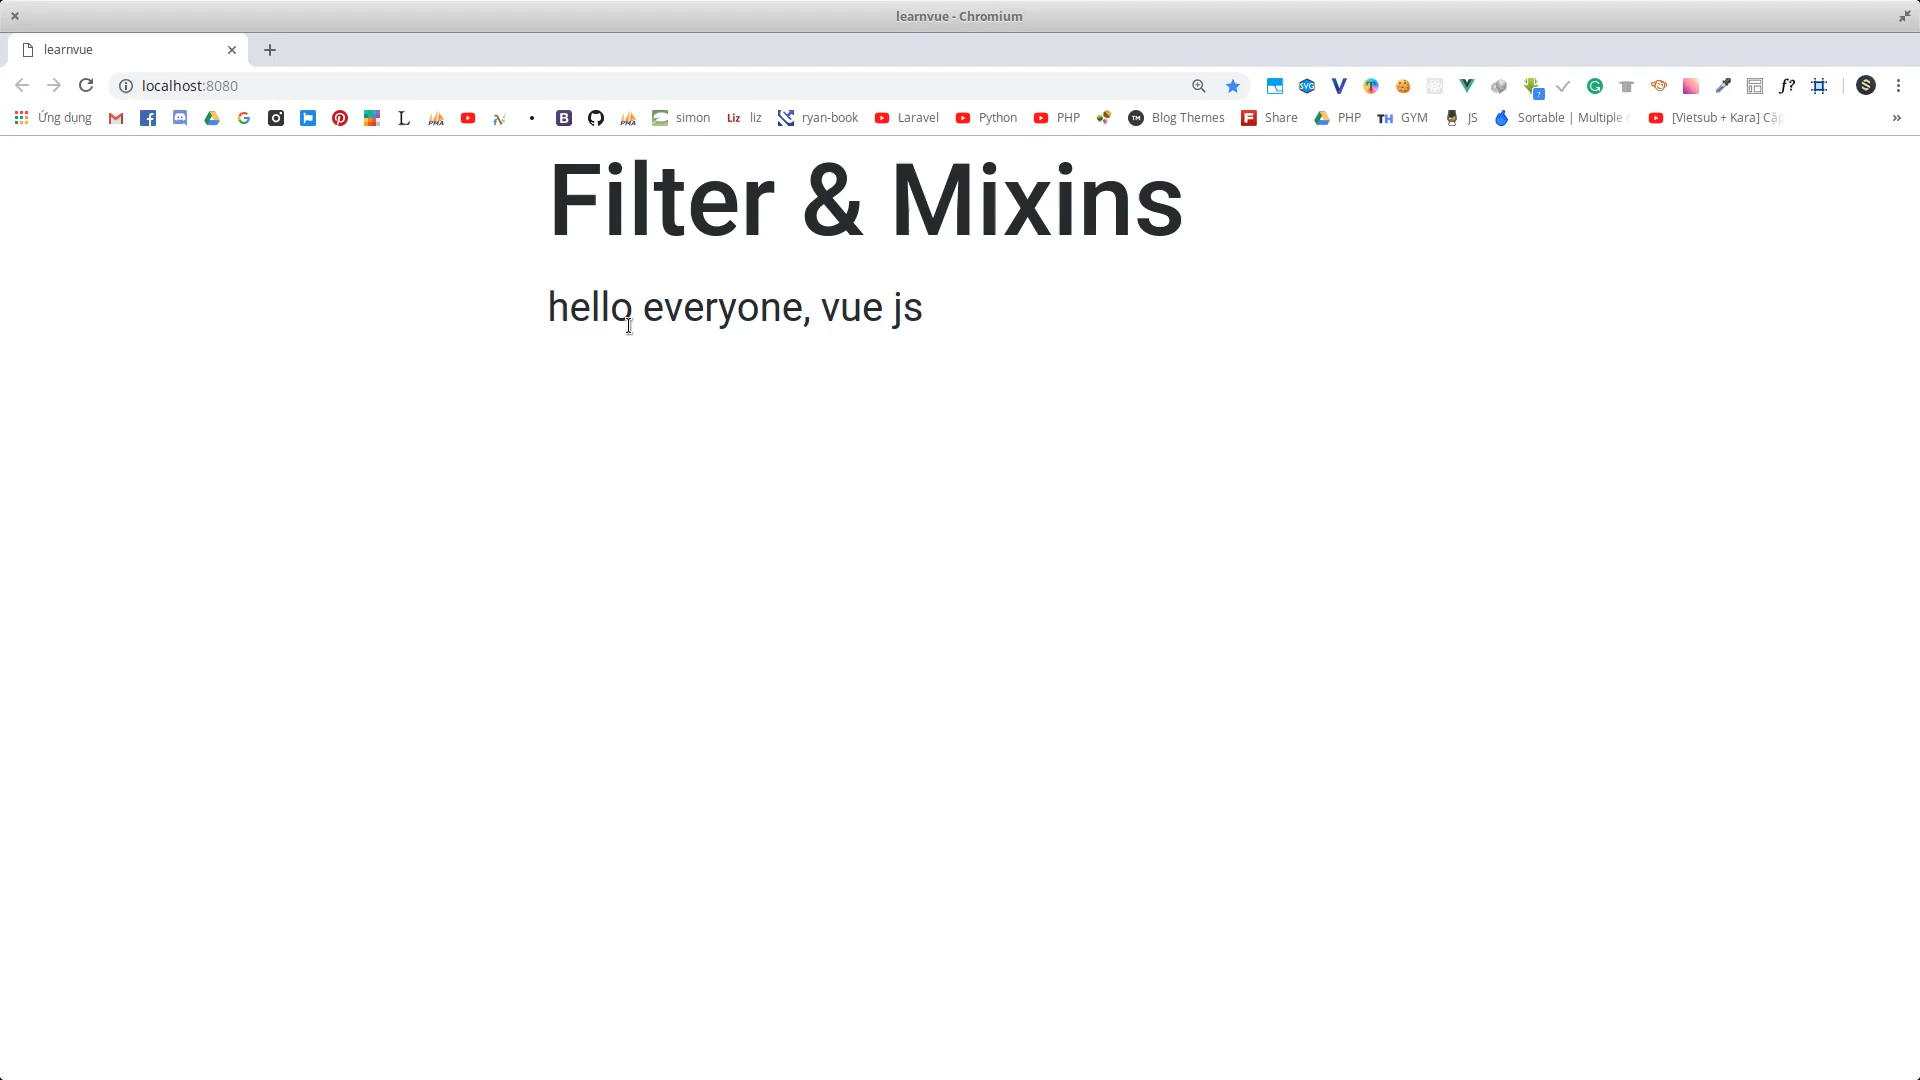 learnvue - Chromium
learnvue
localhost:8080
Ứng dụng simon liz ryan-book Laravel Python PHP Blog Themes Share PHP GYM JS Sortable | Multiple [Vietsub + Kara]
Filter & Mixins
hello everyone, vue js